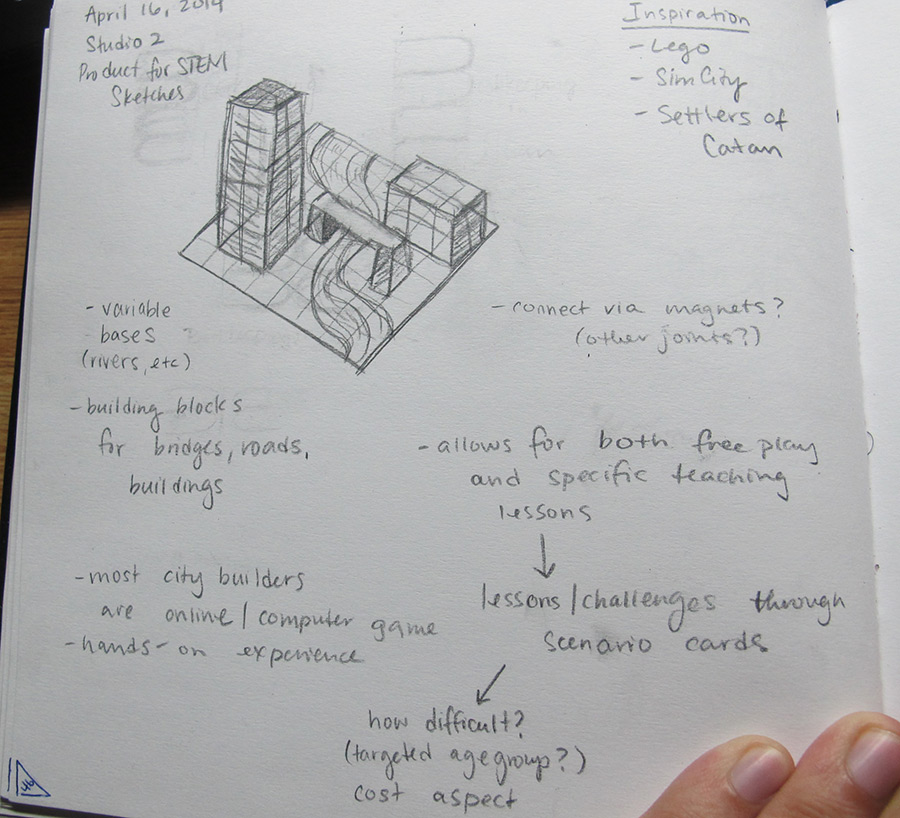 April 16, 2014
Studio 2
Product for STEM
Sketches
Inspiration
- Lego
- SimCity
- Settlers of
Catan
- variable
bases
(rivers, etc)
- connect via magnets?
(other joints?)
- building blocks
for bridges, roads,
buildings
- allows for both free play
and specific teaching
lessons
- most city builders
are online/computer game
- hands-on experience
lessons/challenges through
scenario cards
how difficult?
(targeted age group?)
cost aspect